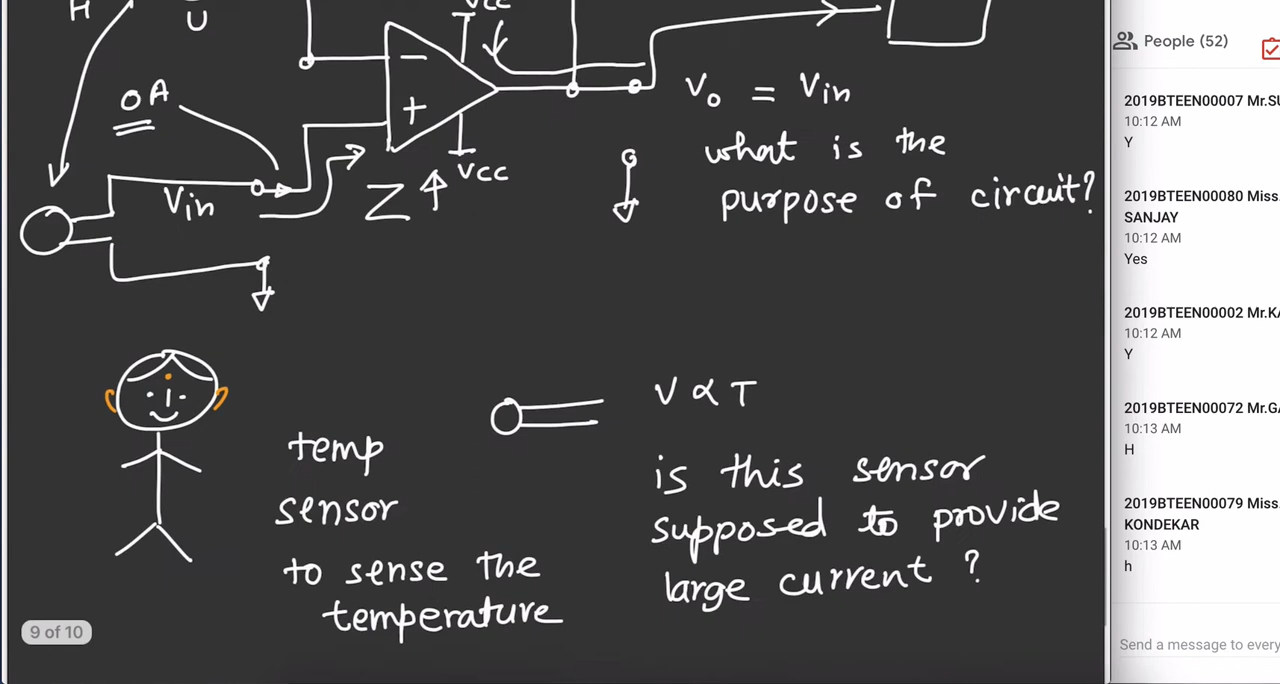 H
U
Vcc
−
+
Vcc
OA
Vin
Z
Vo = Vin
what is the
purpose of circuit?
temp
sensor
to sense the
temperature
V ∝ T
is this sensor
supposed to provide
large current ?
9 of 10
People (52)
2019BTEEN00007 Mr.SU
10:12 AM
Y
2019BTEEN00080 Miss.
SANJAY
10:12 AM
Yes
2019BTEEN00002 Mr.KA
10:12 AM
Y
2019BTEEN00072 Mr.GA
10:13 AM
H
2019BTEEN00079 Miss.
KONDEKAR
10:13 AM
h
Send a message to every